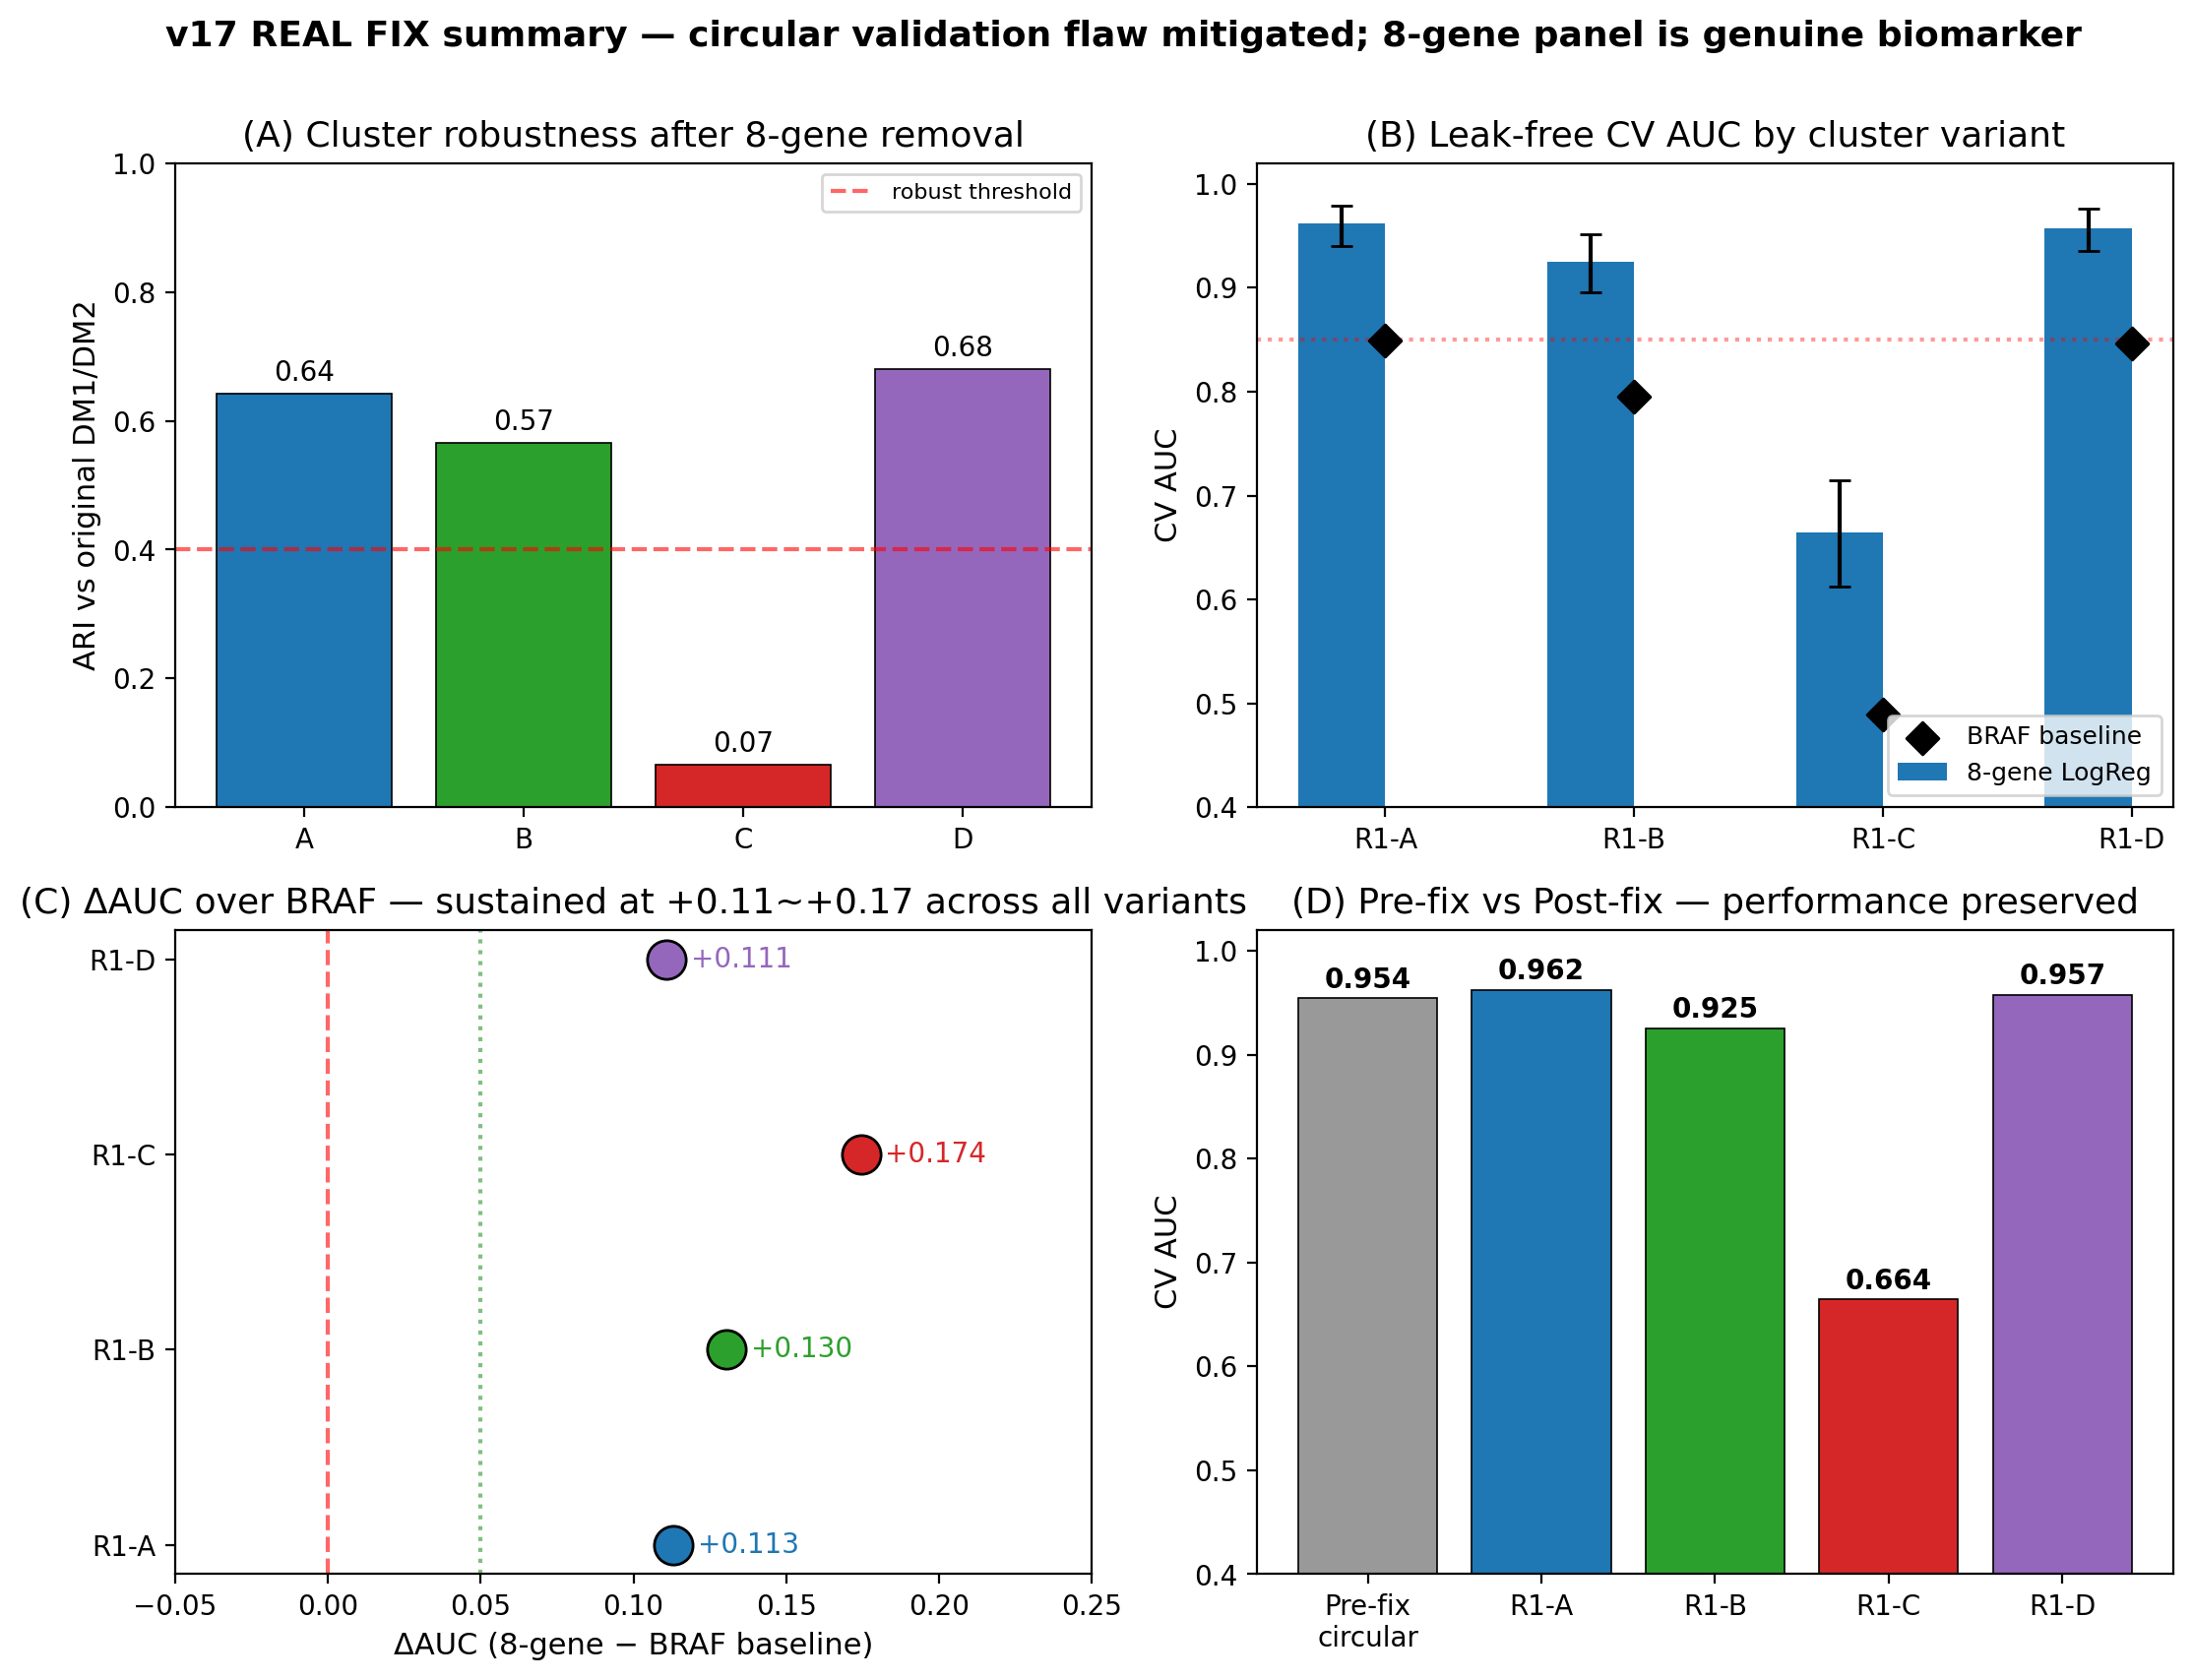 v17 REAL FIX summary — circular validation flaw mitigated; 8-gene panel is genuine biomarker
(A) Cluster robustness after 8-gene removal
ARI vs original DM1/DM2
1.0
0.8
0.6
0.4
0.2
0.0
robust threshold
0.64
0.57
0.07
0.68
A
B
C
D
(B) Leak-free CV AUC by cluster variant
CV AUC
1.0
0.9
0.8
0.7
0.6
0.5
0.4
BRAF baseline
8-gene LogReg
R1-A
R1-B
R1-C
R1-D
(C) ΔAUC over BRAF — sustained at +0.11~+0.17 across all variants
R1-D
R1-C
R1-B
R1-A
+0.111
+0.174
+0.130
+0.113
−0.05
0.00
0.05
0.10
0.15
0.20
0.25
ΔAUC (8-gene − BRAF baseline)
(D) Pre-fix vs Post-fix — performance preserved
CV AUC
1.0
0.9
0.8
0.7
0.6
0.5
0.4
0.954
0.962
0.925
0.664
0.957
Pre-fix
circular
R1-A
R1-B
R1-C
R1-D